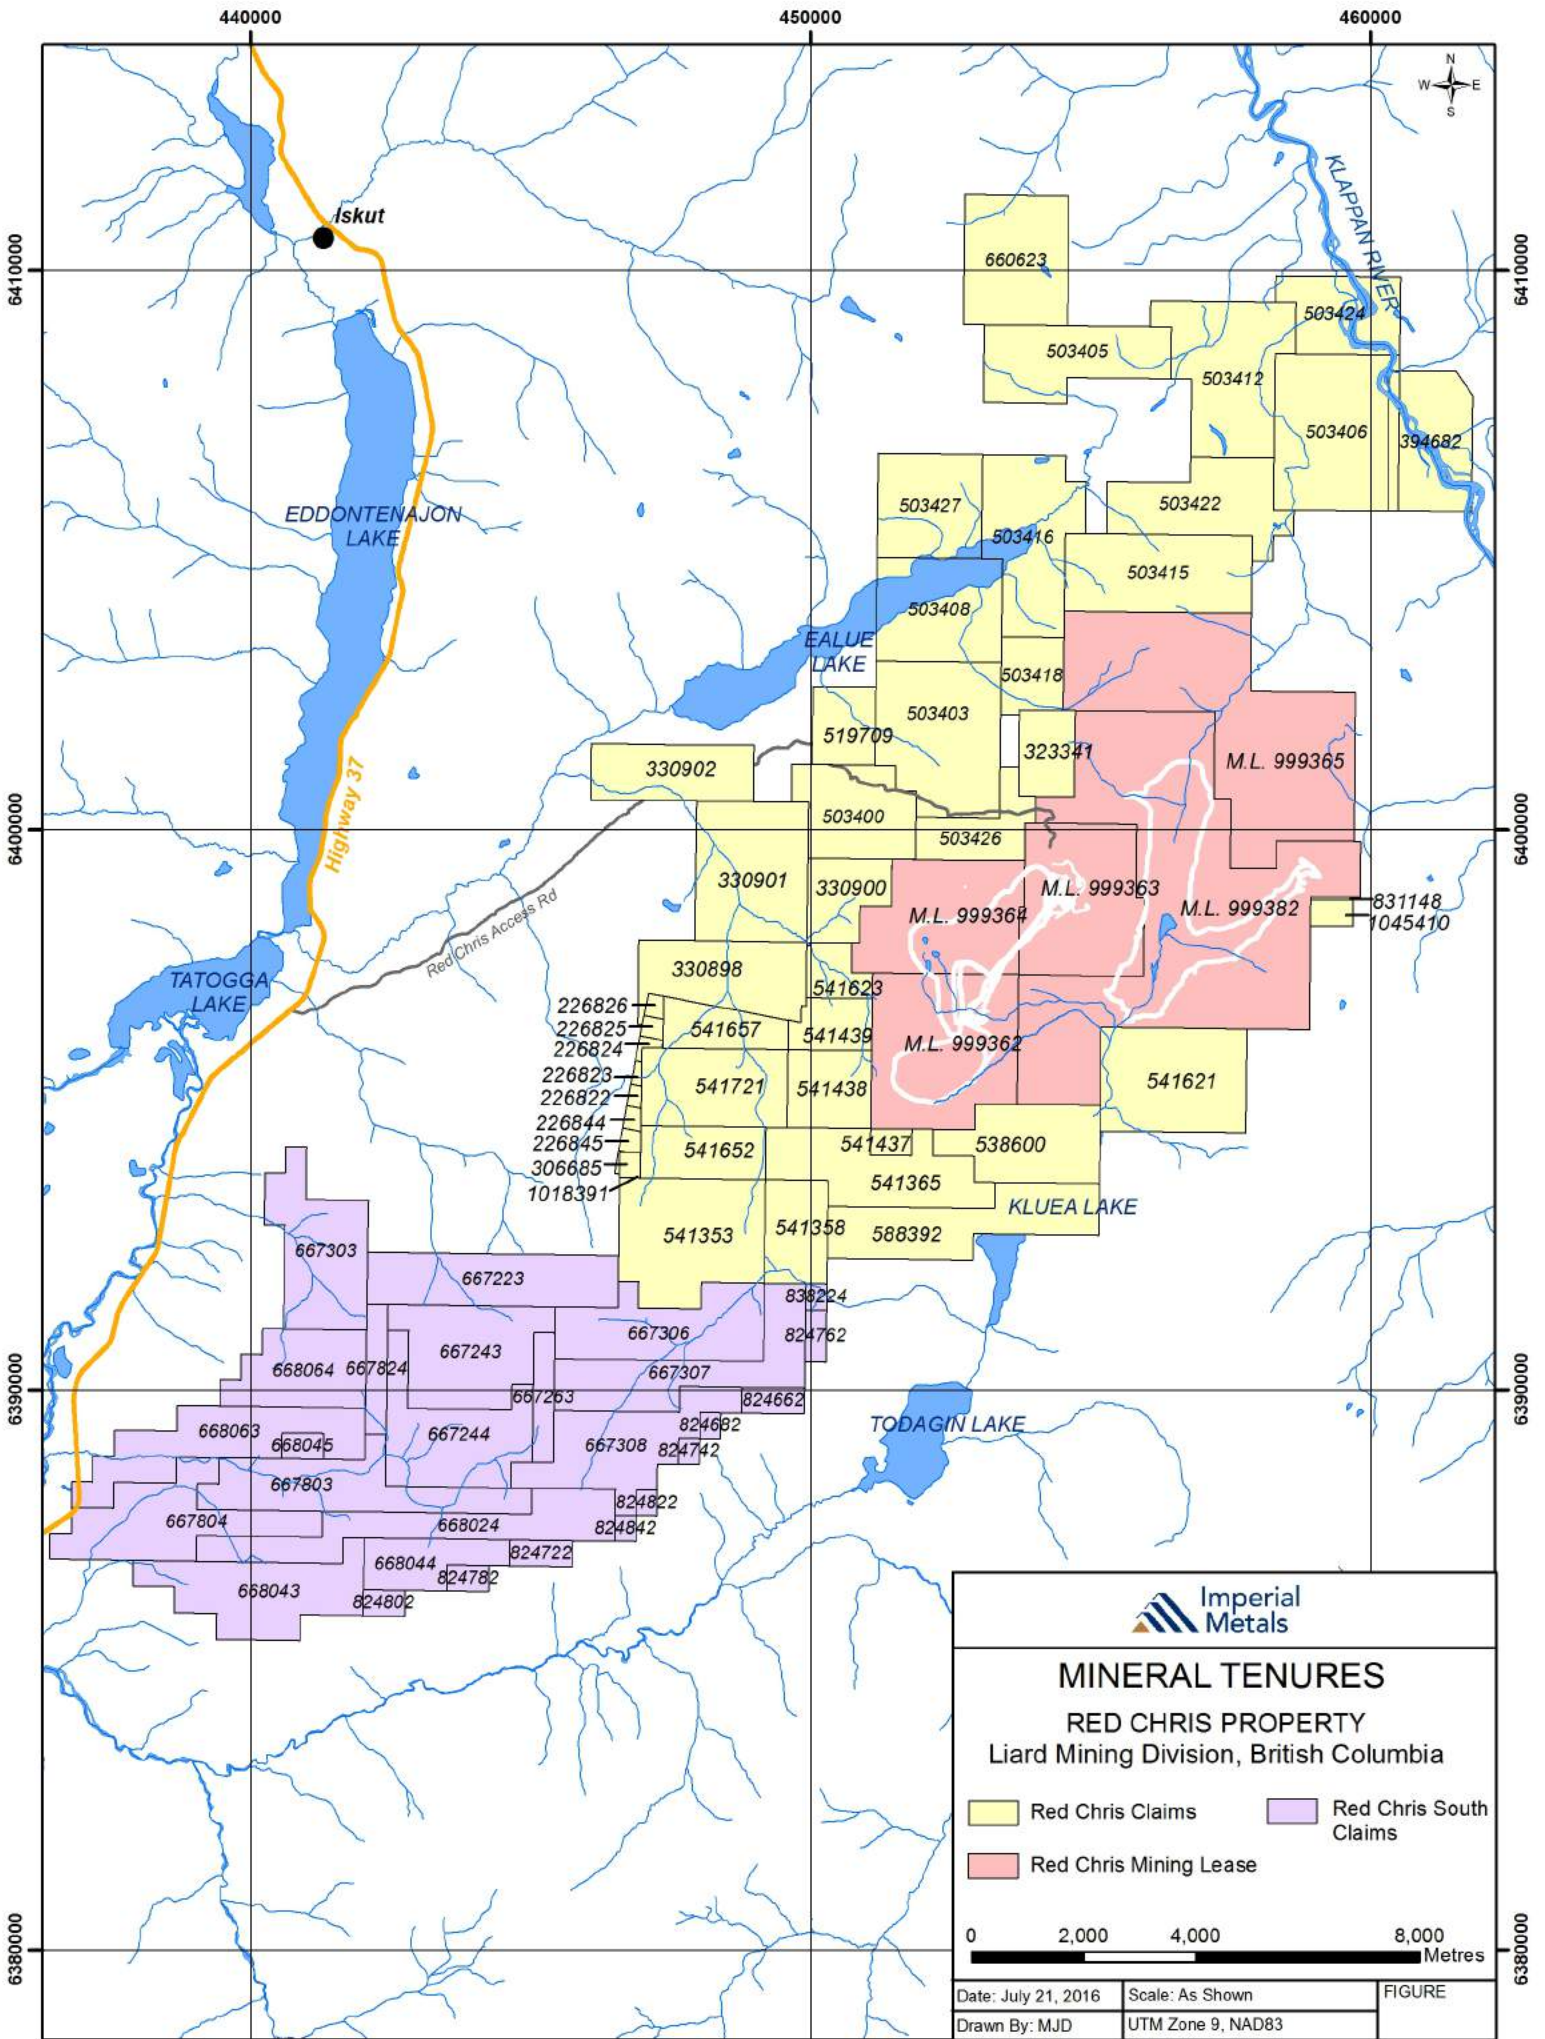 440000
450000
460000
N
W E
S
KLAPPAN RIVER
Iskut
6410000
6410000
660623
503424
503405
503412
503406
394682
503427
503422
EDDONTENAJON
LAKE
503416
503415
503408
EALUE
LAKE
503418
503403
519709
323341
M.L. 999365
330902
Highway 37
503400
6400000
6400000
503426
330901
330900
M.L. 999363
M.L. 999364
M.L. 999382
831148
1045410
Red Chris Access Rd
330898
TATOGGA
LAKE
541623
226826
226825
541657
541439
226824
M.L. 999362
226823
541721
541438
541621
226822
226844
226845
541652
541437
538600
306685
541365
1018391
KLUEA LAKE
541353
541358
588392
667303
667223
838224
667306
824762
667243
668064
667824
667307
6390000
6390000
667263
824662
668063
668045
667244
824682
TODAGIN LAKE
667308
824742
667803
824822
667804
668024
824842
824722
668044
824782
668043
824802
Imperial
Metals
MINERAL TENURES
RED CHRIS PROPERTY
Liard Mining Division, British Columbia
Red Chris Claims
Red Chris South
Claims
Red Chris Mining Lease
0 2,000 4,000 8,000
Metres
6380000
6380000
Date: July 21, 2016
Scale: As Shown
FIGURE
Drawn By: MJD
UTM Zone 9, NAD83